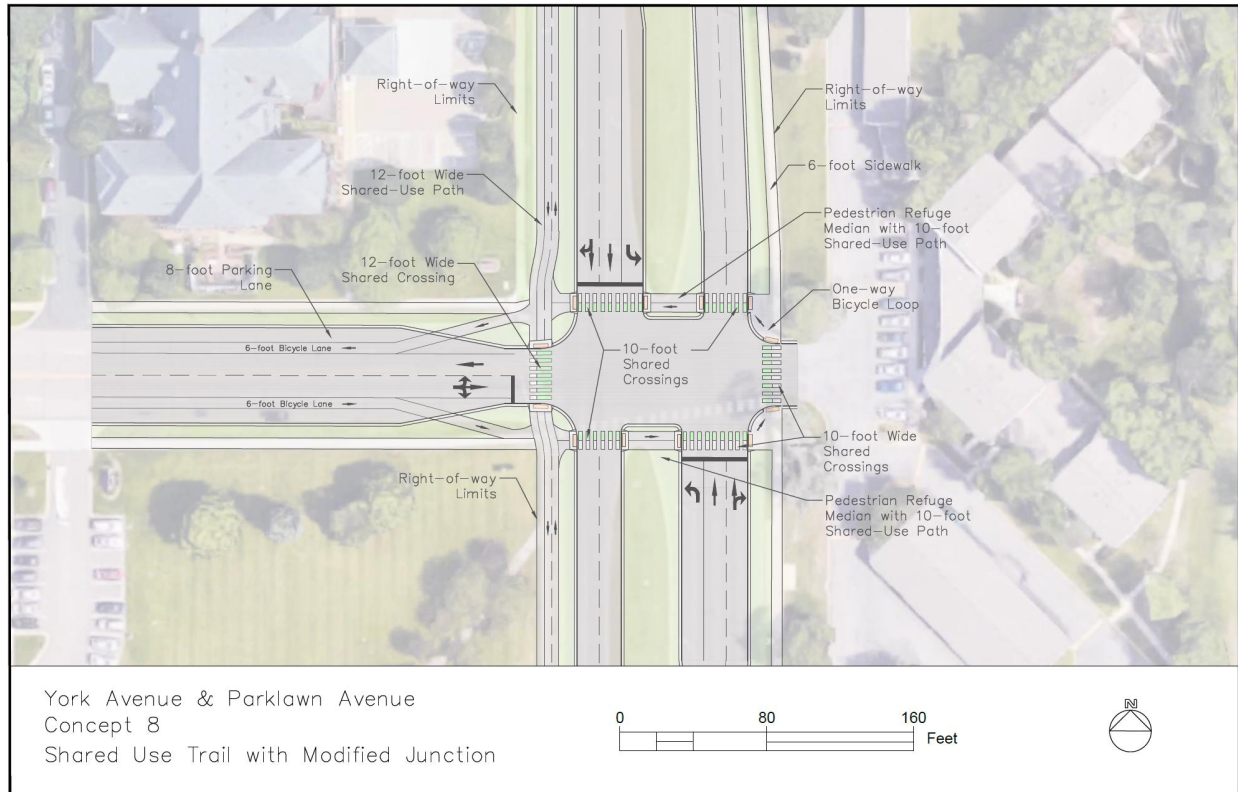 Right-of-way
Limits
Right-of-way
Limits
12-foot Wide
Shared-Use Path
6-foot Sidewalk
Pedestrian Refuge
Median with 10-foot
Shared-Use Path
8-foot Parking
Lane
12-foot Wide
Shared Crossing
One-way
Bicycle Loop
6-foot Bicycle Lane
10-foot
Shared
Crossings
6-foot Bicycle Lane
10-foot Wide
Shared
Crossings
Right-of-way
Limits
Pedestrian Refuge
Median with 10-foot
Shared-Use Path
York Avenue & Parklawn Avenue
Concept 8
Shared Use Trail with Modified Junction
0 80 160
Feet
N